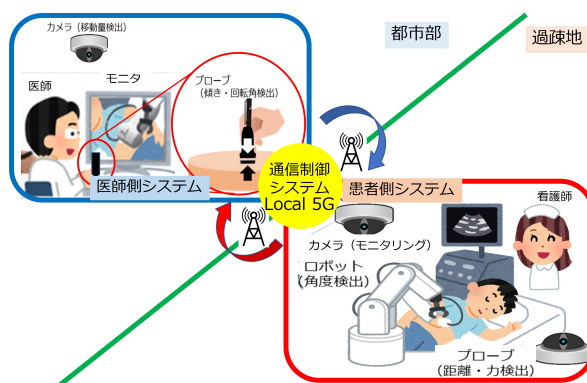 カメラ（移動量検出）
都市部
過疎地
医師
モニタ
プローブ
（傾き・回転角検出）
医師側システム
通信制御
システム
Local 5G
患者側システム
看護師
カメラ（モニタリング）
ロボット
（角度検出）
プローブ
（距離・力検出）